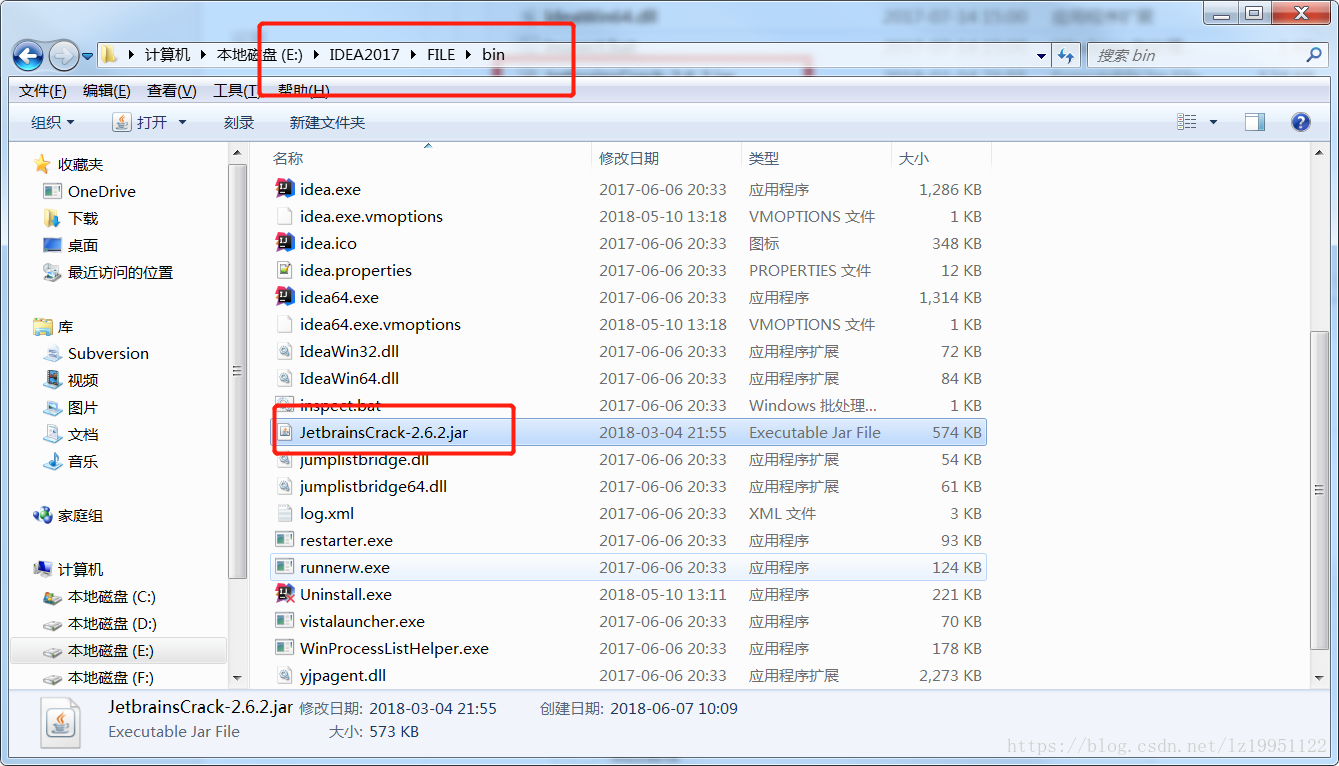 IdeaWin64.dll 2017-07-14 15:00 应用程序扩展
计算机 本地磁盘 (E:) IDEA2017 FILE bin 搜索 bin
文件(F) 编辑(E) 查看(V) 工具(T) 帮助(H)
组织 打开 刻录 新建文件夹
名称 修改日期 类型 大小
收藏夹
OneDrive
下载
桌面
最近访问的位置
库
Subversion
视频
图片
文档
音乐
家庭组
计算机
本地磁盘 (C:)
本地磁盘 (D:)
本地磁盘 (E:)
本地磁盘 (F:)
idea.exe 2017-06-06 20:33 应用程序 1,286 KB
idea.exe.vmoptions 2018-05-10 13:18 VMOPTIONS 文件 1 KB
idea.ico 2017-06-06 20:33 图标 348 KB
idea.properties 2017-06-06 20:33 PROPERTIES 文件 12 KB
idea64.exe 2017-06-06 20:33 应用程序 1,314 KB
idea64.exe.vmoptions 2018-05-10 13:18 VMOPTIONS 文件 1 KB
IdeaWin32.dll 2017-06-06 20:33 应用程序扩展 72 KB
IdeaWin64.dll 2017-06-06 20:33 应用程序扩展 84 KB
inspect.bat 2017-06-06 20:33 Windows 批处理... 1 KB
JetbrainsCrack-2.6.2.jar 2018-03-04 21:55 Executable Jar File 574 KB
jumplistbridge.dll 2017-06-06 20:33 应用程序扩展 54 KB
jumplistbridge64.dll 2017-06-06 20:33 应用程序扩展 61 KB
log.xml 2017-06-06 20:33 XML 文件 3 KB
restarter.exe 2017-06-06 20:33 应用程序 93 KB
runnerw.exe 2017-06-06 20:33 应用程序 124 KB
Uninstall.exe 2018-05-10 13:11 应用程序 221 KB
vistalauncher.exe 2017-06-06 20:33 应用程序 70 KB
WinProcessListHelper.exe 2017-06-06 20:33 应用程序 178 KB
yjpagent.dll 2017-06-06 20:33 应用程序扩展 2,273 KB
JetbrainsCrack-2.6.2.jar 修改日期: 2018-03-04 21:55 创建日期: 2018-06-07 10:09
Executable Jar File 大小: 573 KB
https://blog.csdn.net/lz19951122